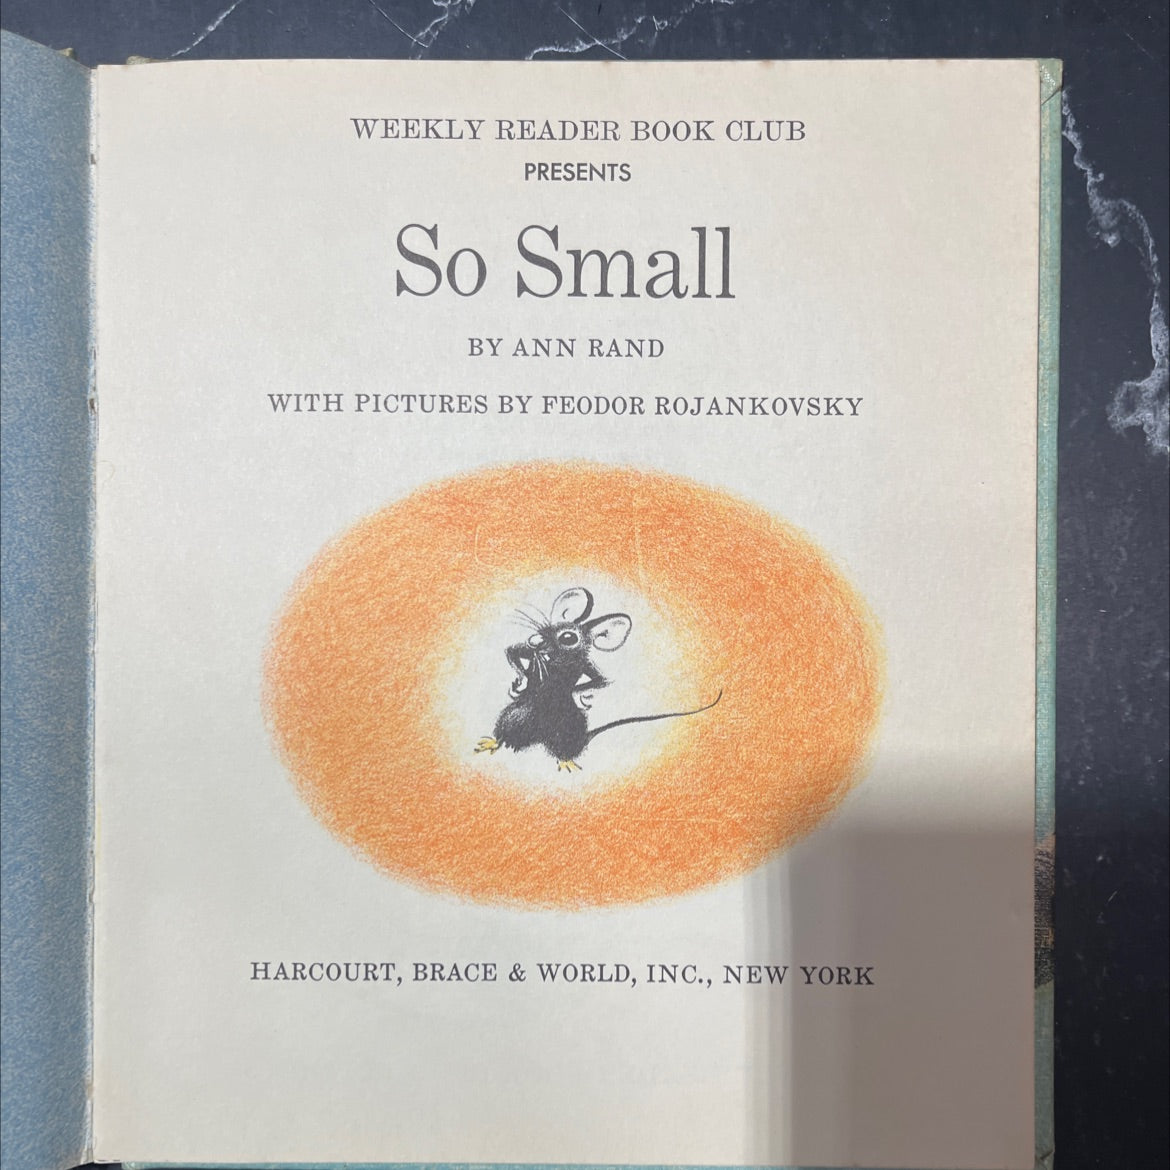 WEEKLY READER BOOK CLUB
PRESENTS
So Small
BY ANN RAND
WITH PICTURES BY FEODOR ROJANKOVSKY
HARCOURT, BRACE & WORLD, INC., NEW YORK